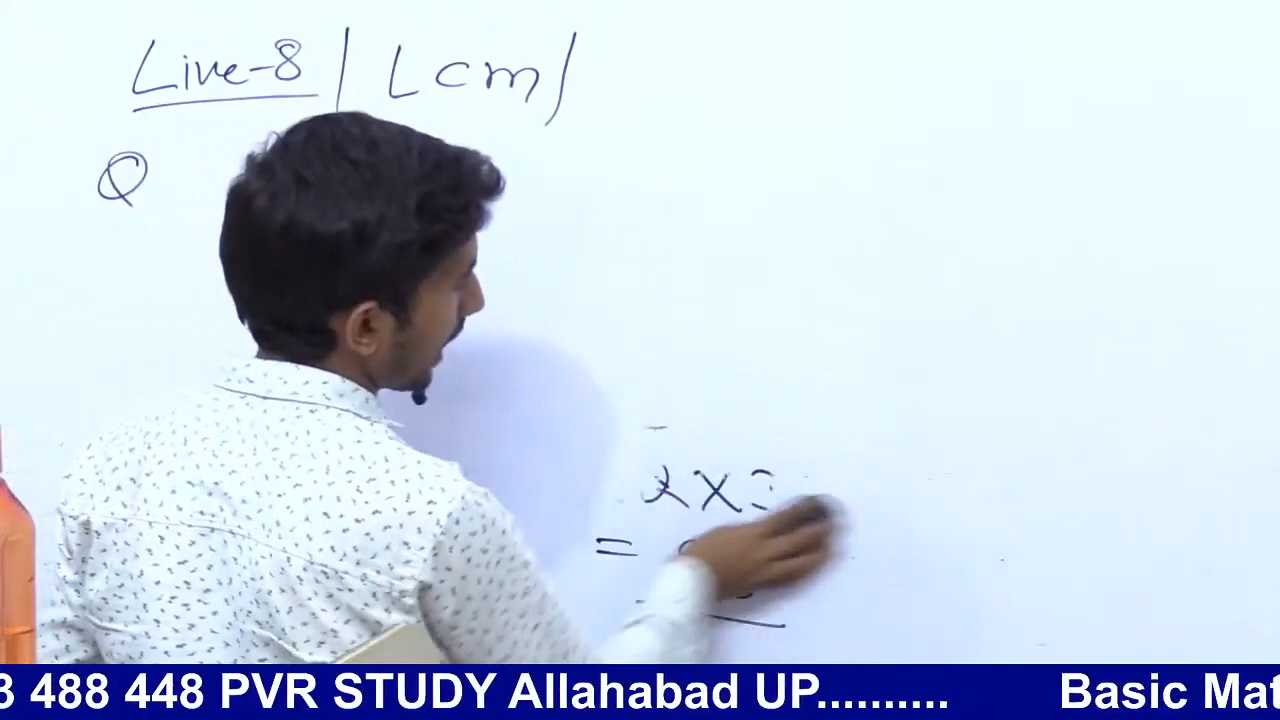 Live-8 / Lcm /
Q
2 X
=
3 488 448 PVR STUDY Allahabad UP.......... Basic Mat